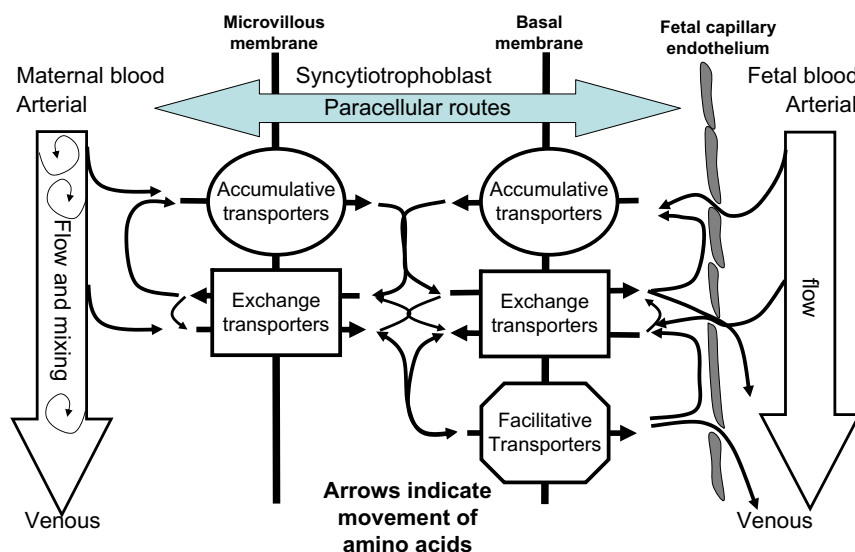 Microvillous
membrane
Basal
membrane
Fetal capillary
endothelium
Maternal blood
Arterial
Syncytiotrophoblast
Paracellular routes
Fetal blood
Arterial
Accumulative
transporters
Accumulative
transporters
Flow and mixing
Exchange
transporters
Exchange
transporters
flow
Facilitative
Transporters
Venous
Arrows indicate
movement of
amino acids
Venous